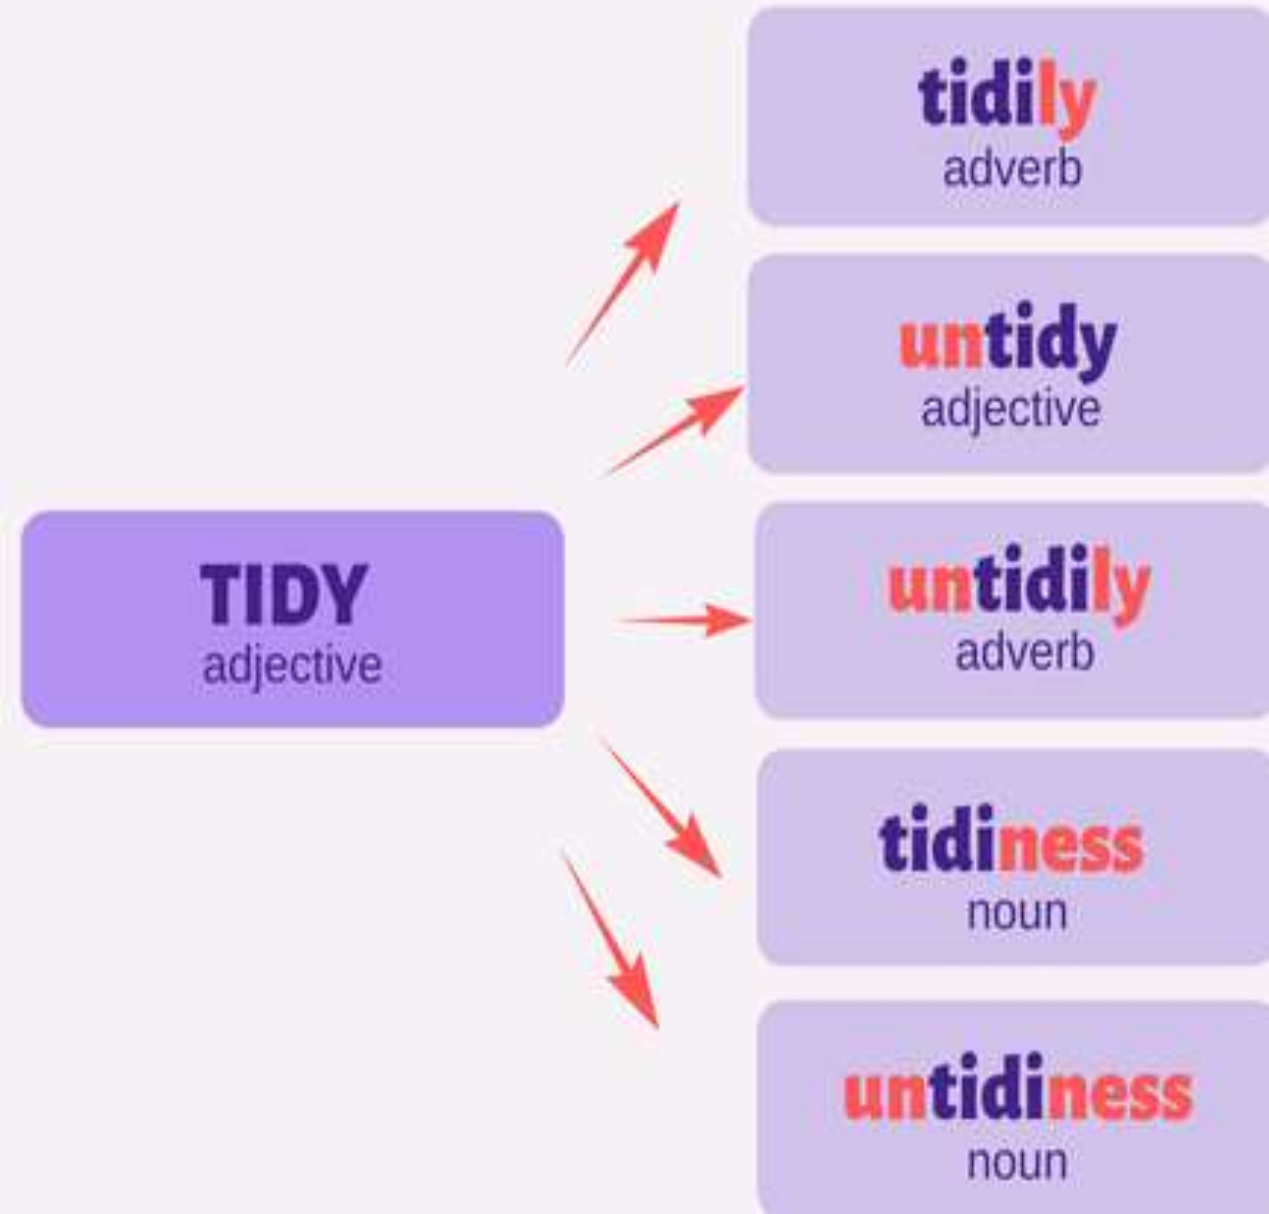 tidily
adverb
untidy
adjective
untidily
adverb
TIDY
adjective
tidiness
noun
untidiness
noun